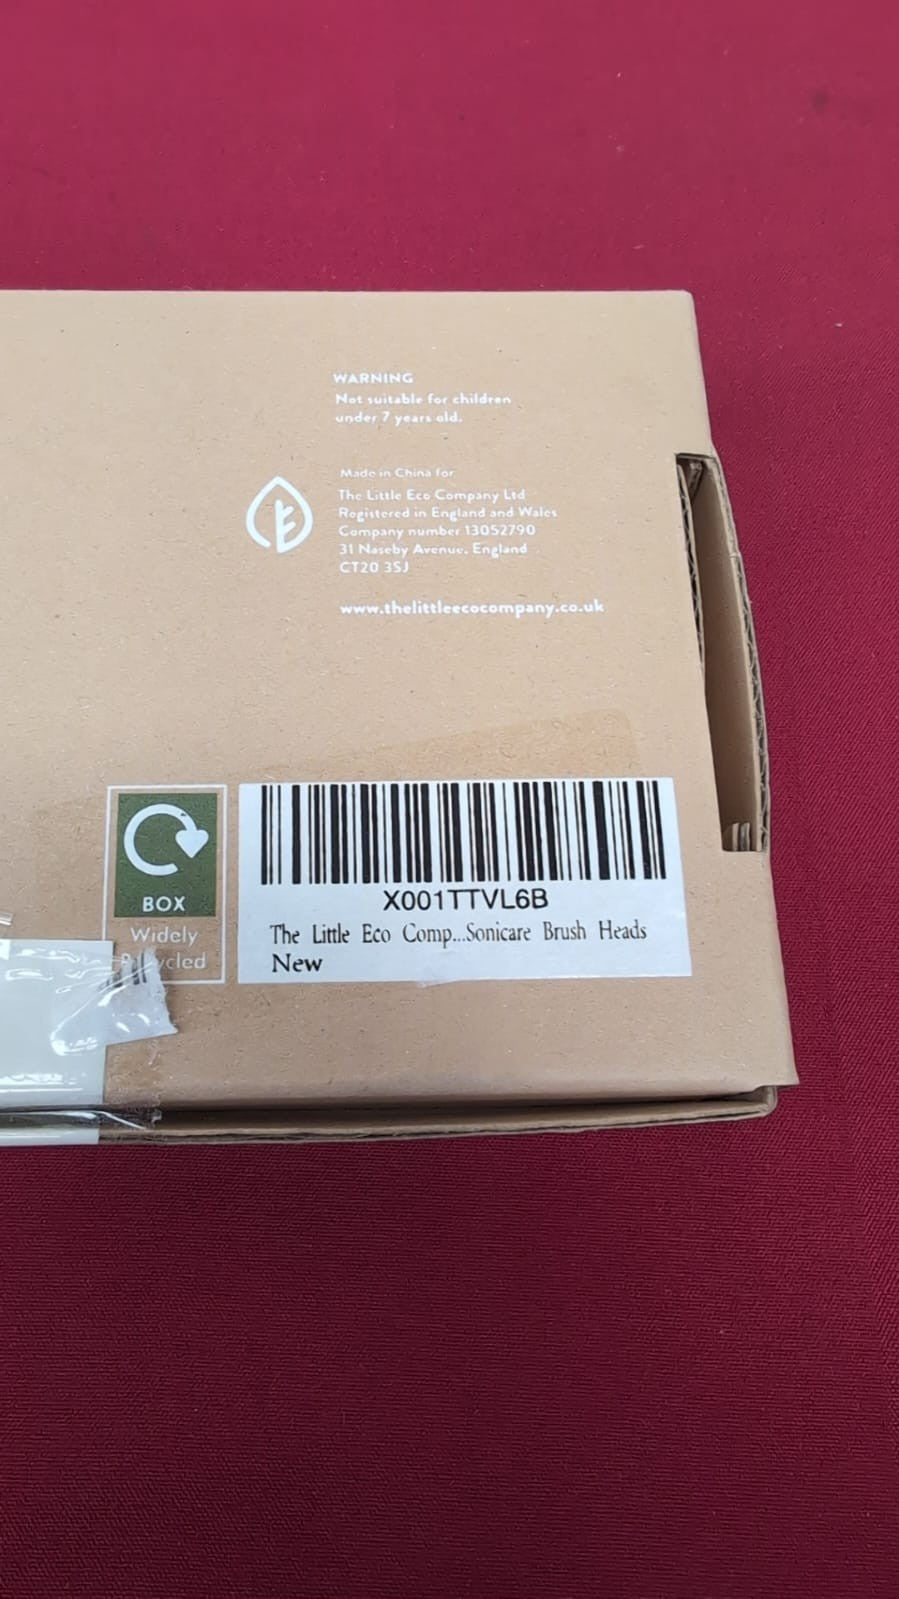 WARNING
Not suitable for children
under 7 years old.
Made in China for
The Little Eco Company Ltd
Registered in England and Wales
Company number 13052790
31 Naseby Avenue, England
CT20 3SJ
www.thelittleecocompany.co.uk
BOX
Widely
X001TTVL6B
The Little Eco Comp...Sonicare Brush Heads
New